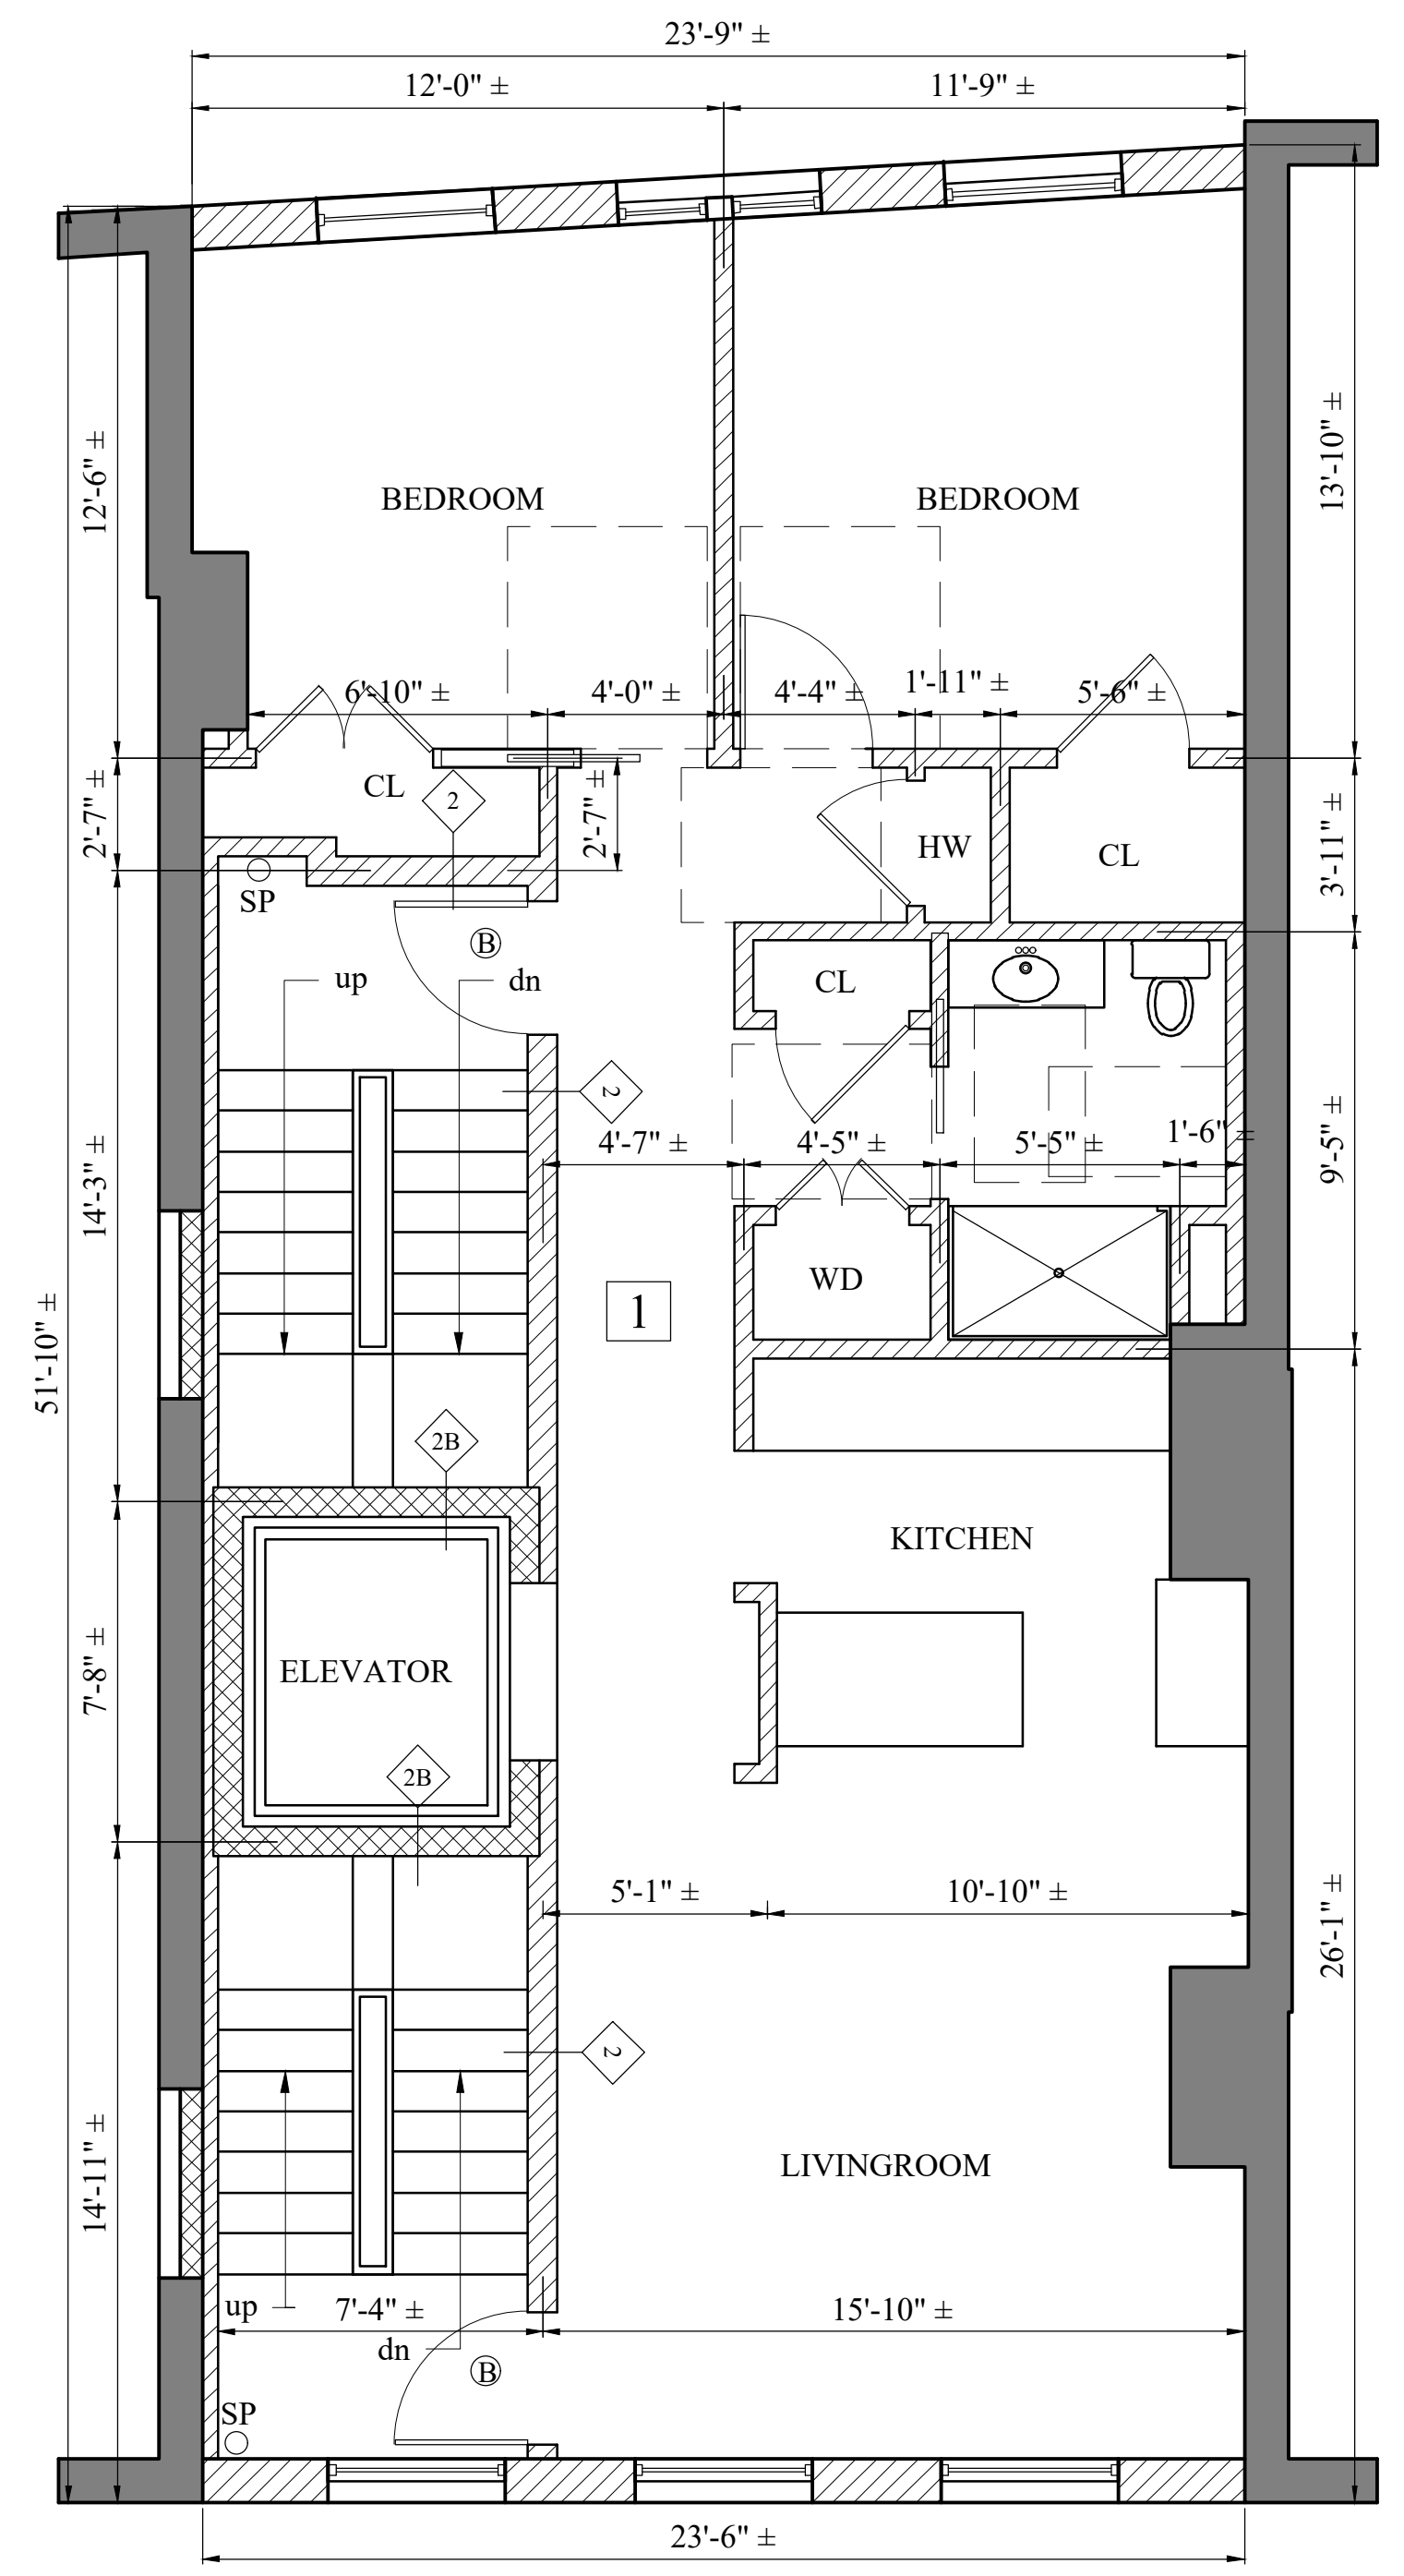 23'-9" ±
12'-0" ±
11'-9" ±
12'-6" ±
13'-10" ±
BEDROOM
BEDROOM
6'-10" ±
4'-0" ±
4'-4" ±
1'-11" ±
5'-6" ±
2'-7" ±
CL
2
2'-7" ±
HW
CL
3'-11" ±
SP
B
up
dn
CL
2
4'-7" ±
4'-5" ±
5'-5" ±
1'-6" ±
9'-5" ±
14'-3" ±
WD
1
51'-10" ±
2B
KITCHEN
7'-8" ±
ELEVATOR
2B
5'-1" ±
10'-10" ±
26'-1" ±
2
14'-11" ±
LIVINGROOM
up
7'-4" ±
15'-10" ±
dn
B
SP
23'-6" ±